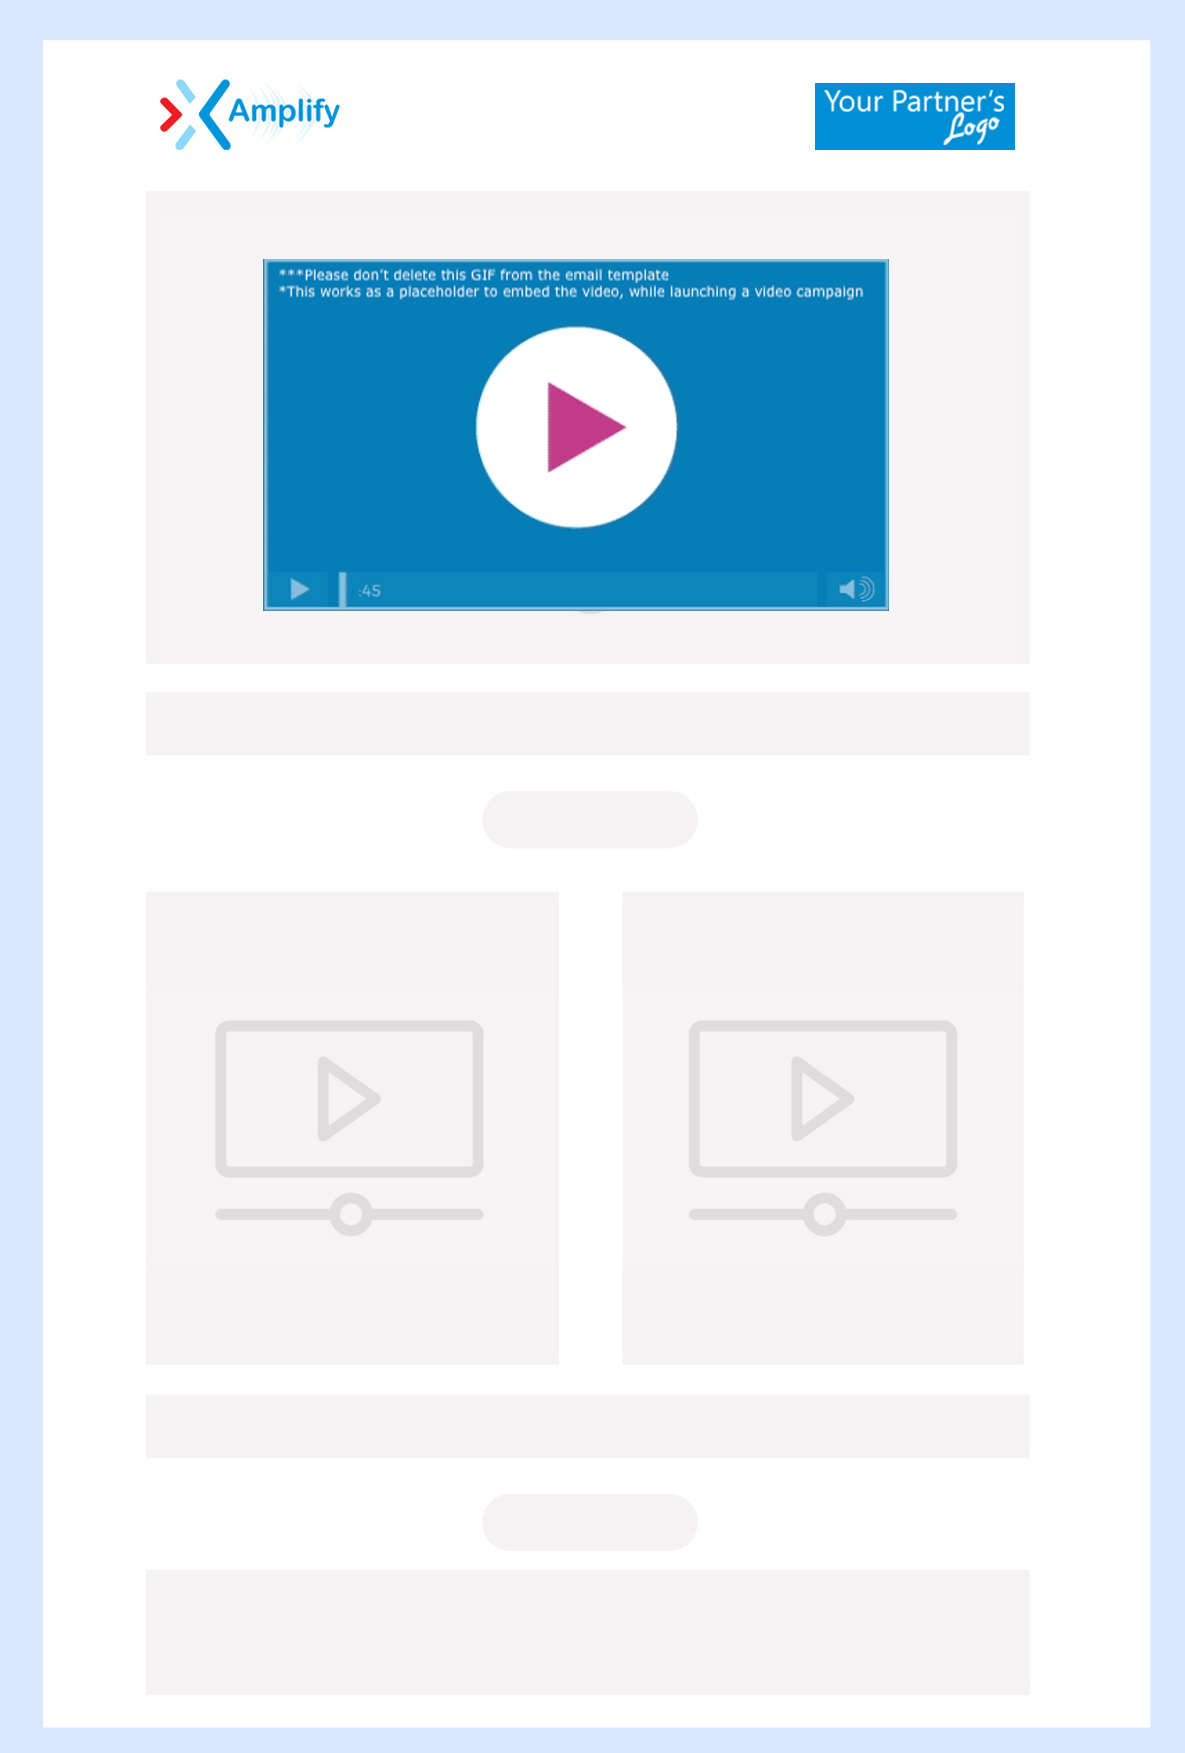 Amplify
Your Partner's
Logo
***Please don't delete this GIF from the email template
*This works as a placeholder to embed the video, while launching a video campaign
:45